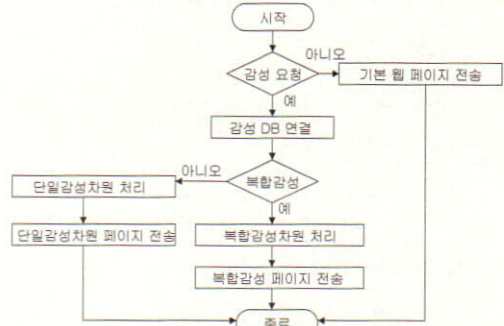 시작
아니오
감성 요청
기본 웹 페이지 전송
예
감성 DB 연결
아니오
복합감성
단일감성차원 처리
예
단일감성차원 페이지 전송
복합감성차원 처리
복합감성 페이지 전송
종료